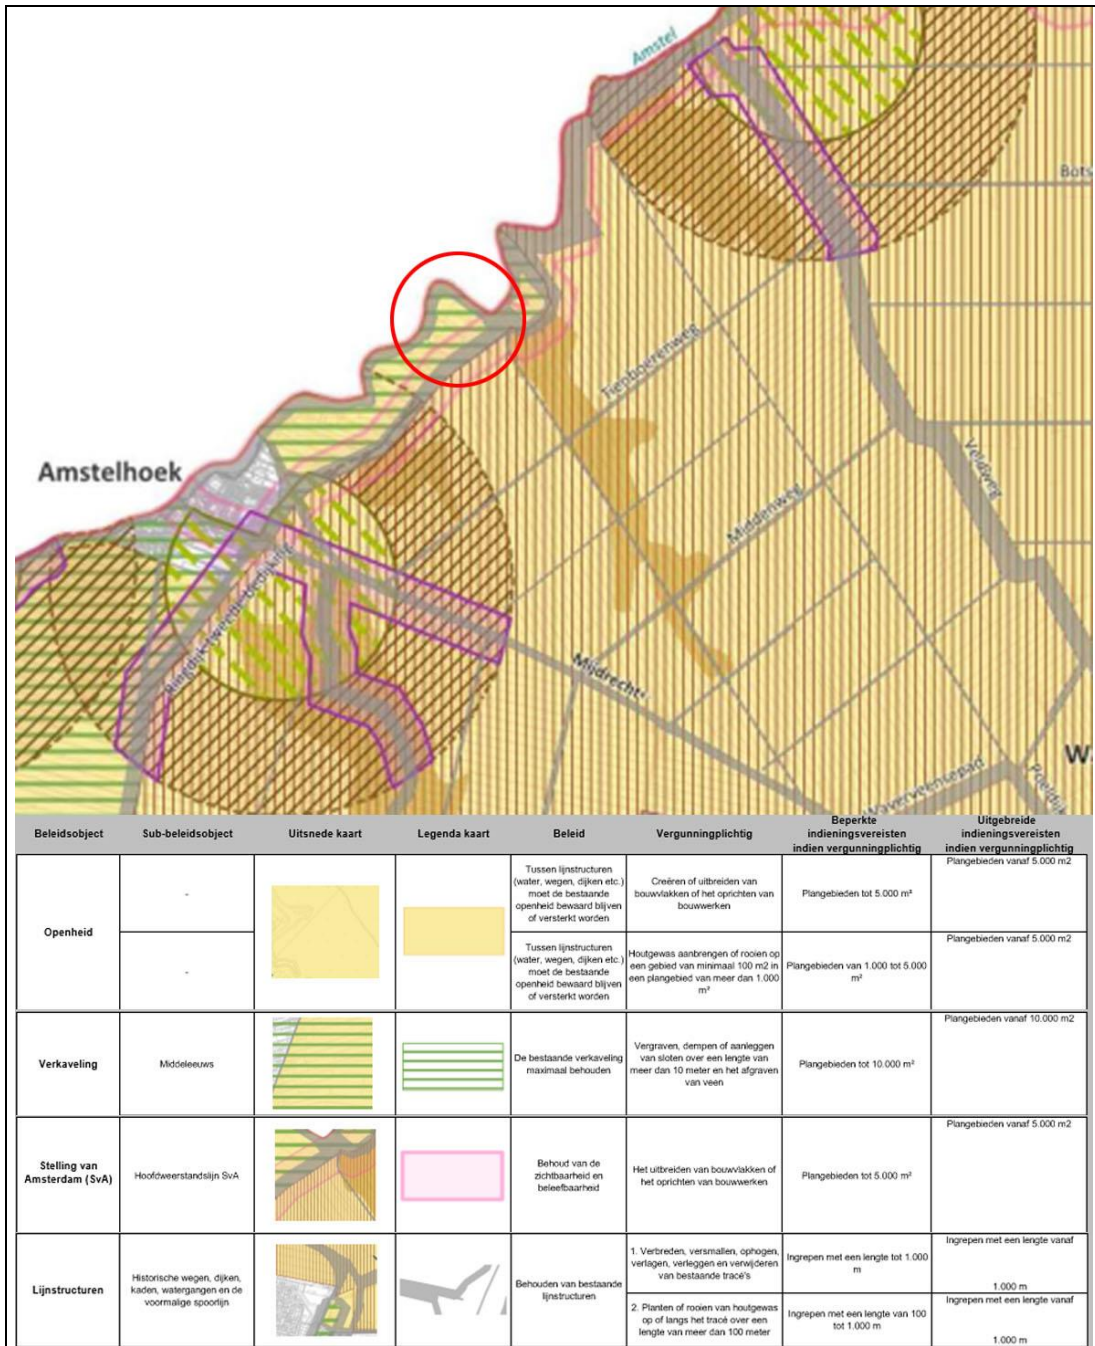 Amstel
Bots
Tienboerenweg
Amstelhoek
Veldweg
Middenweg
Ringdijk tweede bedijking
Mijdrecht
Wa
Waverveensepad
Poeldijk
Beleidsobject
Sub-beleidsobject
Uitsnede kaart
Legenda kaart
Beleid
Vergunningplichtig
Beperkte
indieningsvereisten
indien vergunningplichtig
Uitgebreide
indieningsvereisten
indien vergunningplichtig
Openheid
-
Tussen lijnstructuren
(water, wegen, dijken etc.)
moet de bestaande
openheid bewaard blijven
of versterkt worden
Creëren of uitbreiden van
bouwvlakken of het oprichten van
bouwwerken
Plangebieden tot 5.000 m²
Plangebieden vanaf 5.000 m2
-
Tussen lijnstructuren
(water, wegen, dijken etc.)
moet de bestaande
openheid bewaard blijven
of versterkt worden
Houtgewas aanbrengen of rooien op
een gebied van minimaal 100 m2 in
een plangebied van meer dan 1.000
m²
Plangebieden van 1.000 tot 5.000
m²
Plangebieden vanaf 5.000 m2
Verkaveling
Middeleeuws
De bestaande verkaveling
maximaal behouden
Vergraven, dempen of aanleggen
van sloten over een lengte van
meer dan 10 meter en het afgraven
van veen
Plangebieden tot 10.000 m²
Plangebieden vanaf 10.000 m2
Stelling van
Amsterdam (SvA)
Hoofdweerstandslijn SvA
Behoud van de
zichtbaarheid en
beleefbaarheid
Het uitbreiden van bouwvlakken of
het oprichten van bouwwerken
Plangebieden tot 5.000 m²
Plangebieden vanaf 5.000 m2
Lijnstructuren
Historische wegen, dijken,
kaden, watergangen en de
voormalige spoorlijn
Behouden van bestaande
lijnstructuren
1. Verbreden, versmallen, ophogen,
verlagen, verleggen en verwijderen
van bestaande tracé's
Ingrepen met een lengte tot 1.000
m
Ingrepen met een lengte vanaf
1.000 m
2. Planten of rooien van houtgewas
op of langs het tracé over een
lengte van meer dan 100 meter
Ingrepen met een lengte van 100
tot 1.000 m
Ingrepen met een lengte vanaf
1.000 m